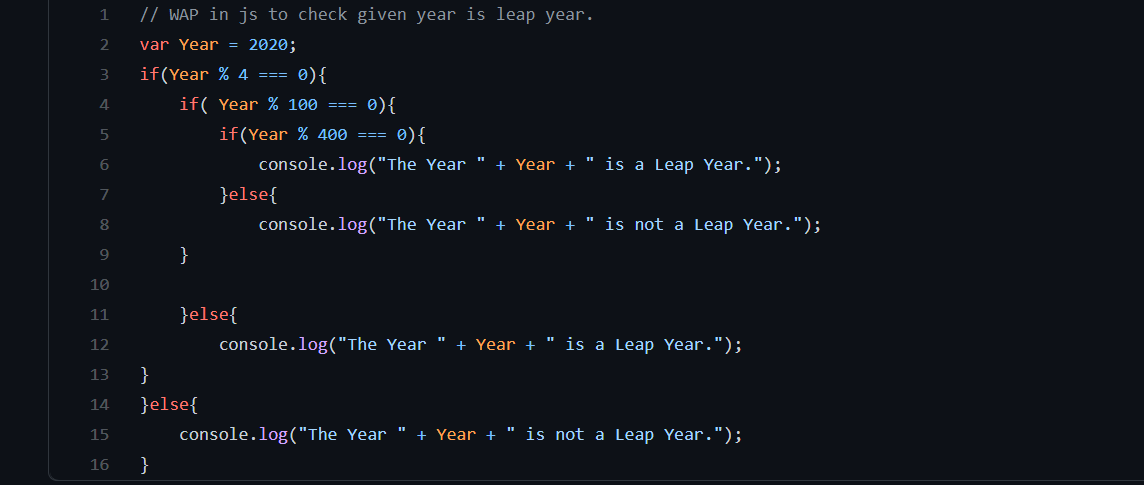 1 // WAP in js to check given year is leap year.
2 var Year = 2020;
3 if(Year % 4 === 0){
4     if( Year % 100 === 0){
5         if(Year % 400 === 0){
6             console.log("The Year " + Year + " is a Leap Year.");
7         }else{
8             console.log("The Year " + Year + " is not a Leap Year.");
9     }
10
11     }else{
12         console.log("The Year " + Year + " is a Leap Year.");
13 }
14 }else{
15     console.log("The Year " + Year + " is not a Leap Year.");
16 }